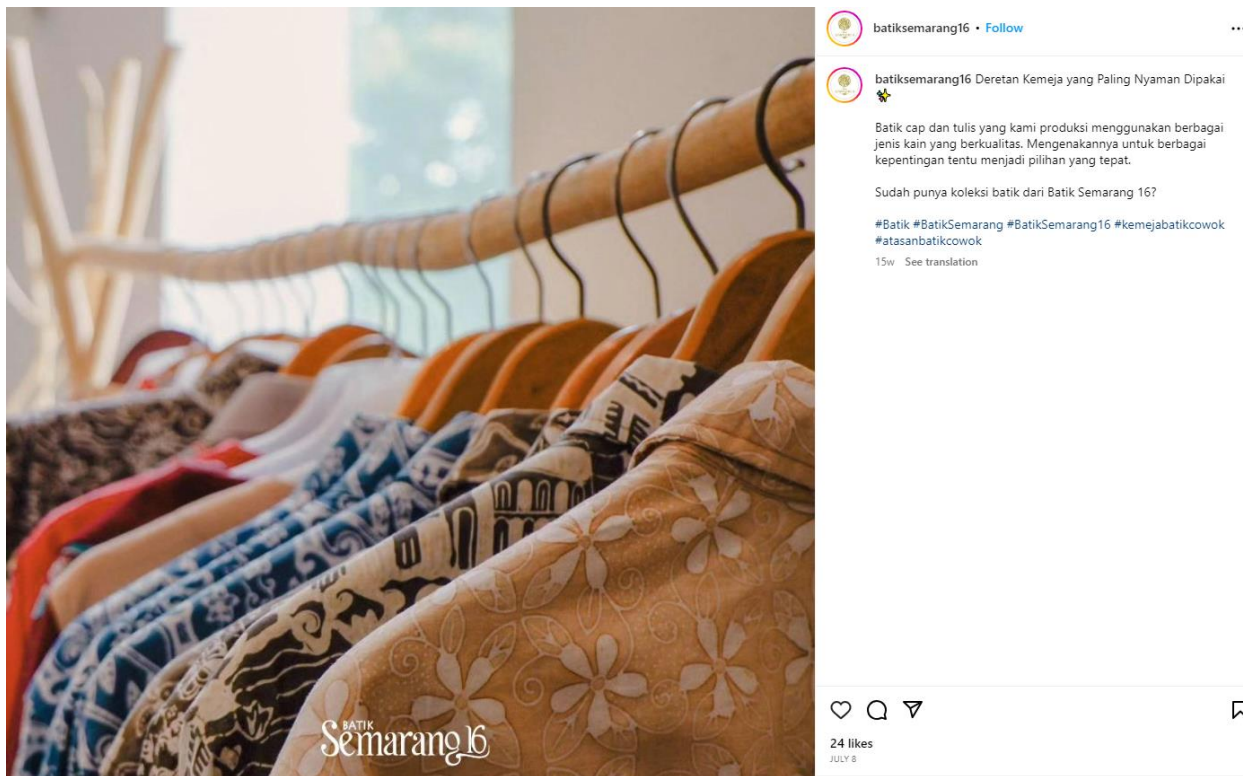 batiksemarang16 • Follow
batiksemarang16 Deretan Kemeja yang Paling Nyaman Dipakai
✨
Batik cap dan tulis yang kami produksi menggunakan berbagai
jenis kain yang berkualitas. Mengenakannya untuk berbagai
kepentingan tentu menjadi pilihan yang tepat.
Sudah punya koleksi batik dari Batik Semarang 16?
#Batik #BatikSemarang #BatikSemarang16 #kemejabatikcowok
#atasanbatikcowok
15w See translation
BATIK
Semarang 16
24 likes
JULY 8